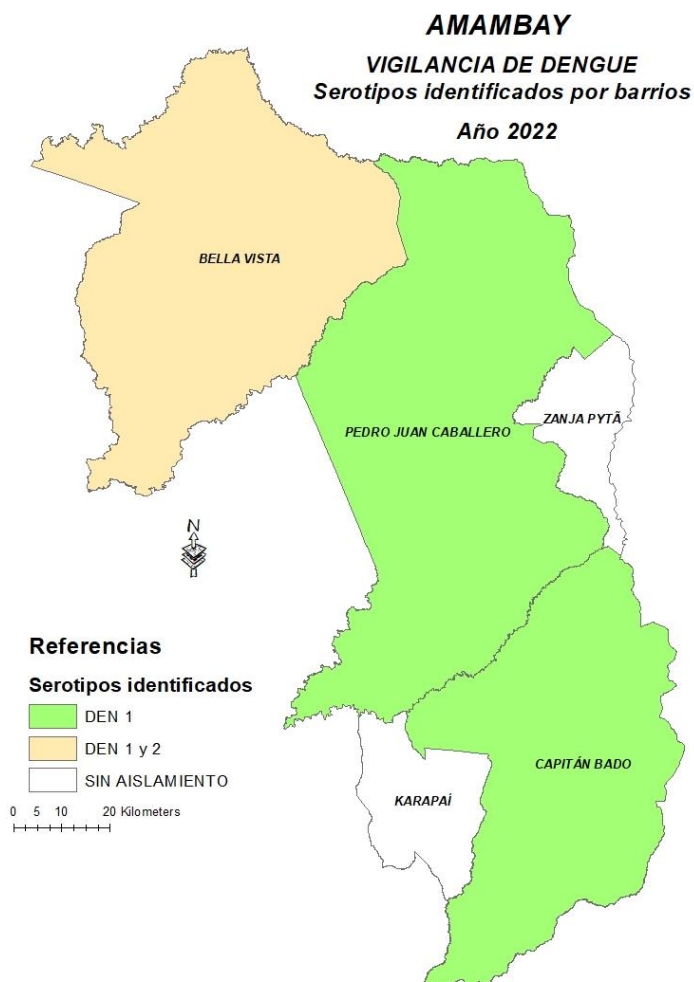 AMAMBAY
VIGILANCIA DE DENGUE
Serotipos identificados por barrios
Año 2022
BELLA VISTA
PEDRO JUAN CABALLERO
ZANJA PYTÃ
N
CAPITÁN BADO
KARAPAÍ
Referencias
Serotipos identificados
DEN 1
DEN 1 y 2
SIN AISLAMIENTO
0 5 10 20 Kilometers